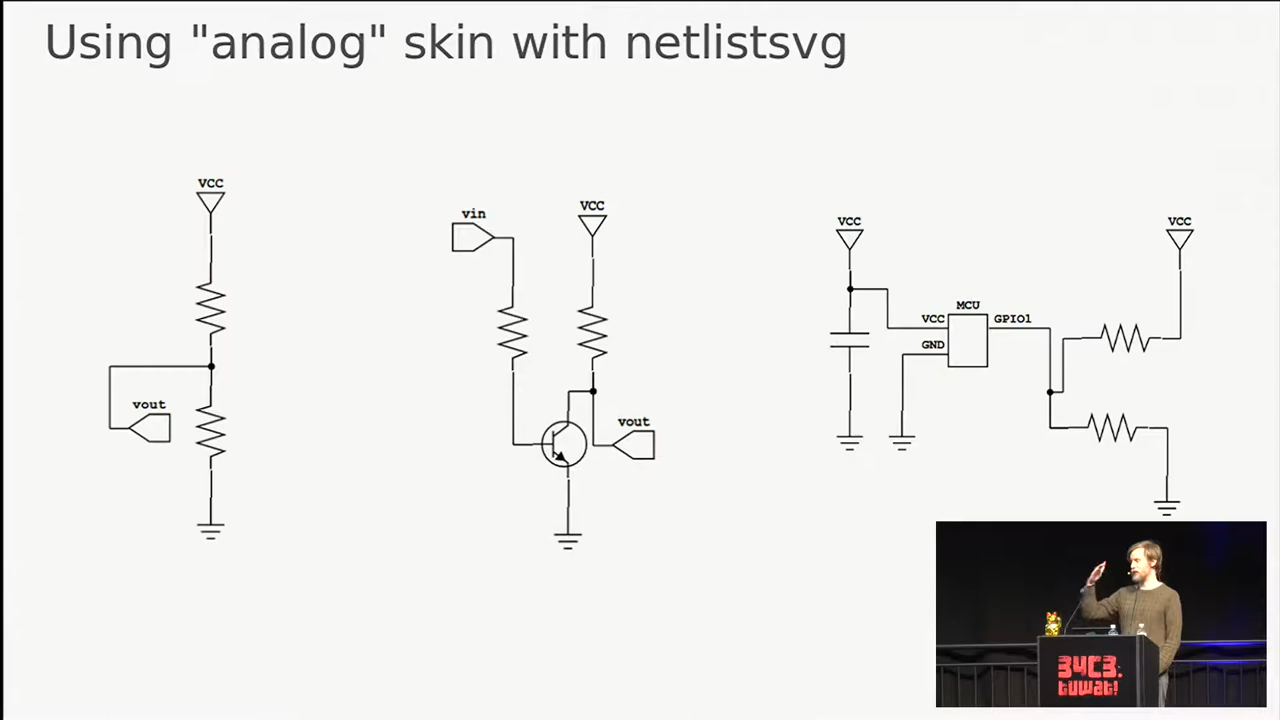 Using "analog" skin with netlistsvg
VCC
vout
vin
VCC
vout
VCC
VCC
MCU
VCC
GPIO1
GND
34C3.
tuwat!